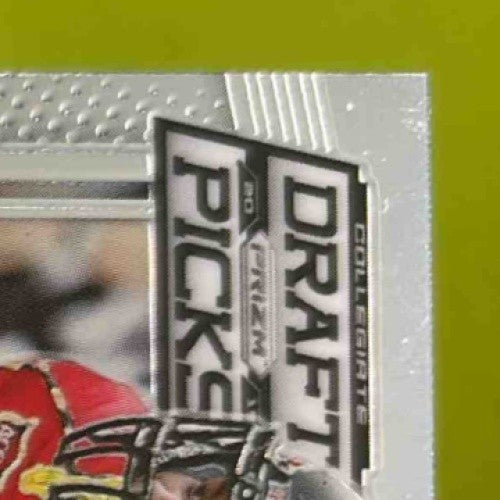 COLLEGIATE
DRAFT
20 PRIZM
PICKS